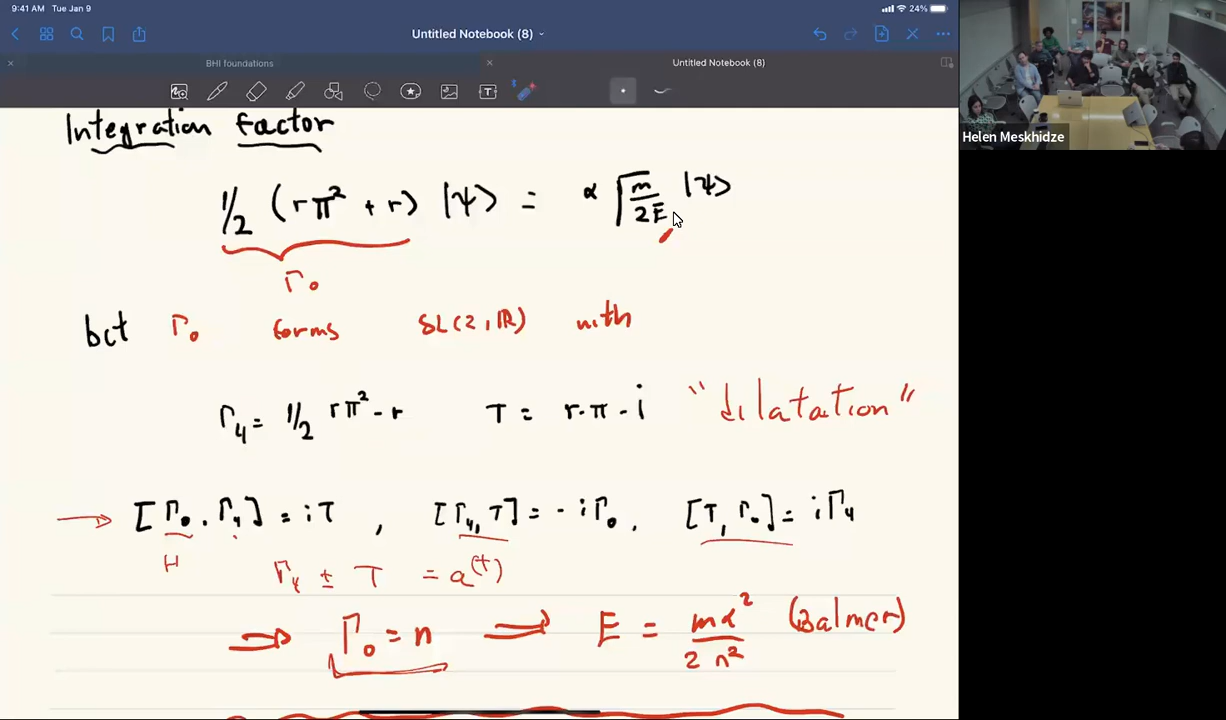 9:41 AM Tue Jan 9
24%
Untitled Notebook (8)
BHI foundations
Untitled Notebook (8)
Helen Meskhidze
Integration factor
1/2 (rπ² + r) |ψ⟩ = α √(m/2E) |ψ⟩
Γ₀
but Γ₀ forms SL(2,ℝ) with
Γ₄ = 1/2 rπ² - r T = r·π - i "dilatation"
→ [Γ₀, Γ₄] = iT , [Γ₄, T] = -iΓ₀ , [T, Γ₀] = iΓ₄
H
Γ₄ ± T = a⁽⁺⁾
⇒ Γ₀ = n ⇒ E = mα²/2n² (Balmer)